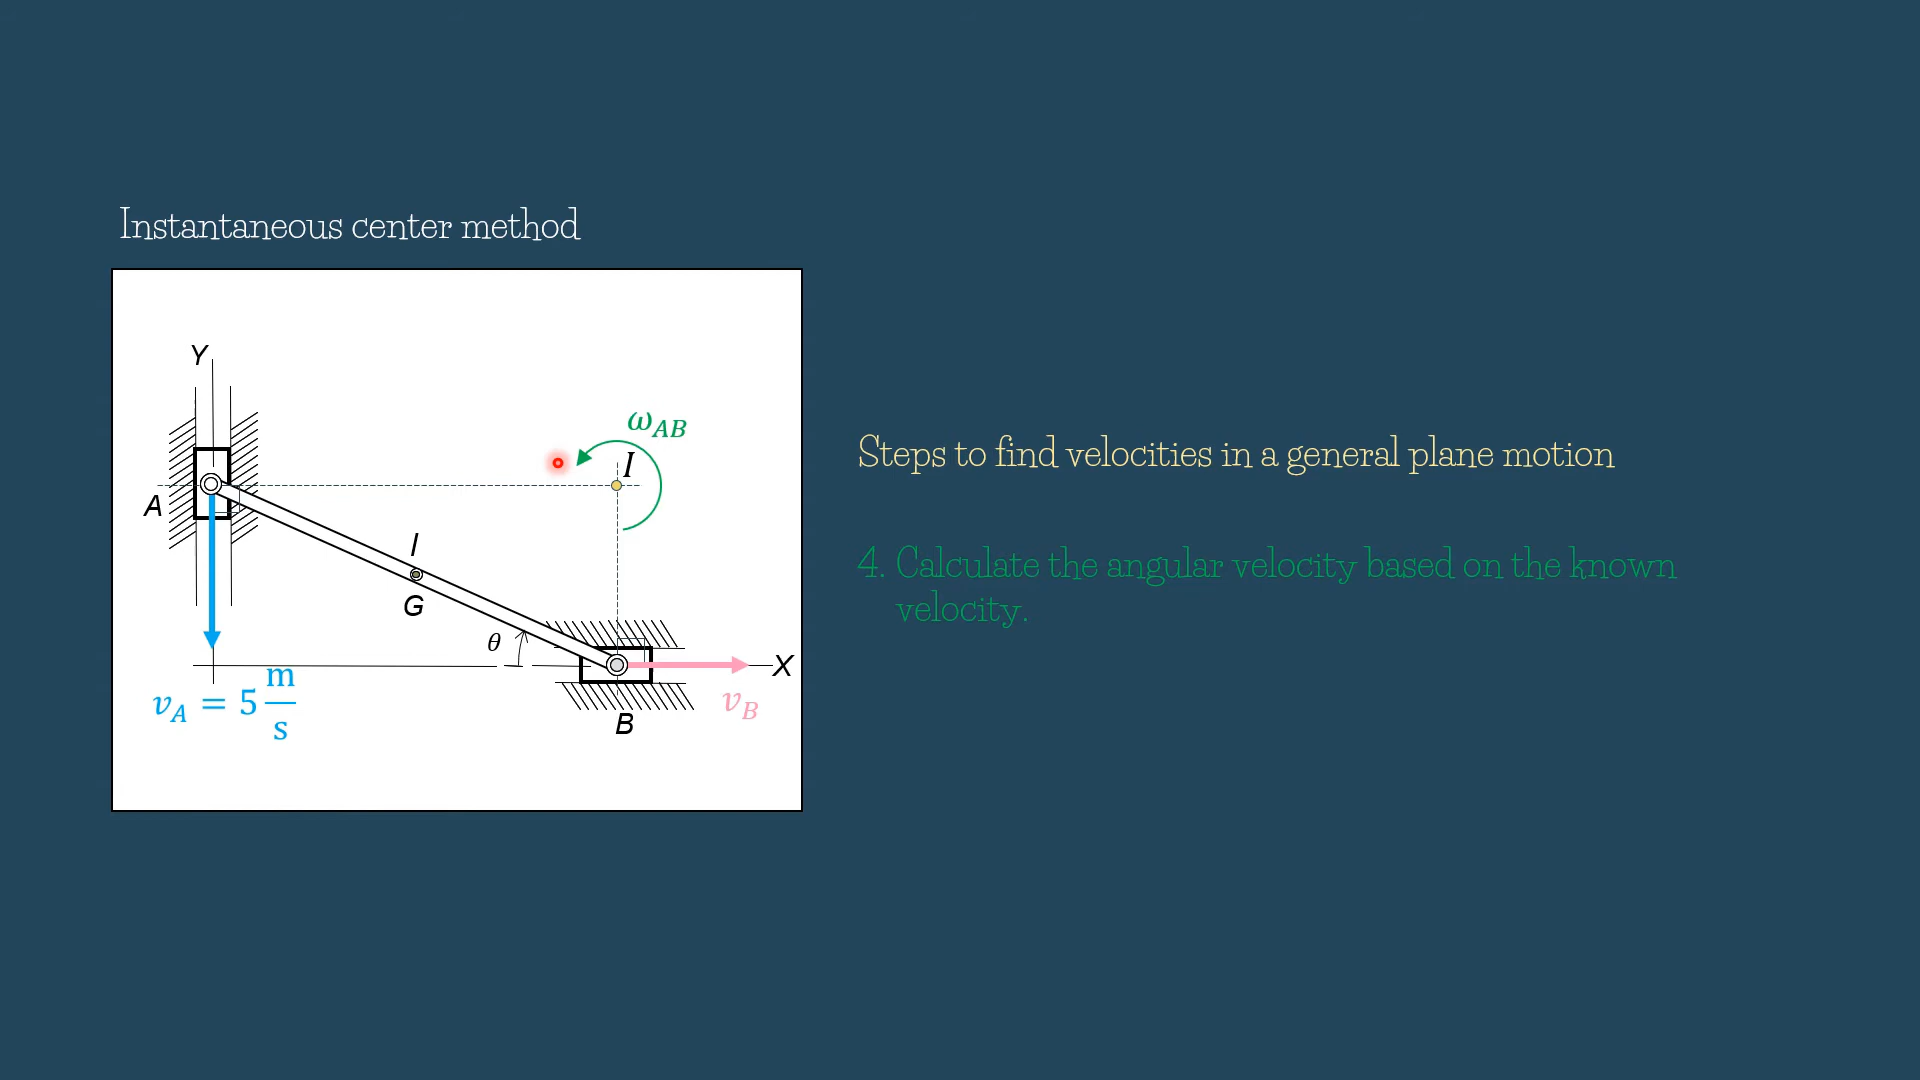 Instantaneous center method
Y
ω_AB
I
A
l
G
θ
X
v_A = 5 m/s
v_B
B
Steps to find velocities in a general plane motion
4. Calculate the angular velocity based on the known
velocity.